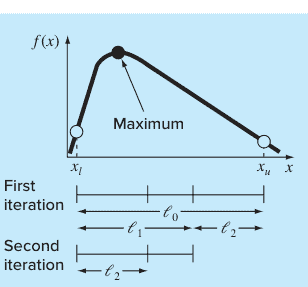 f(x)
Maximum
x_l x_u x
First
iteration
ℓ_0
ℓ_1 ℓ_2
Second
iteration
ℓ_2